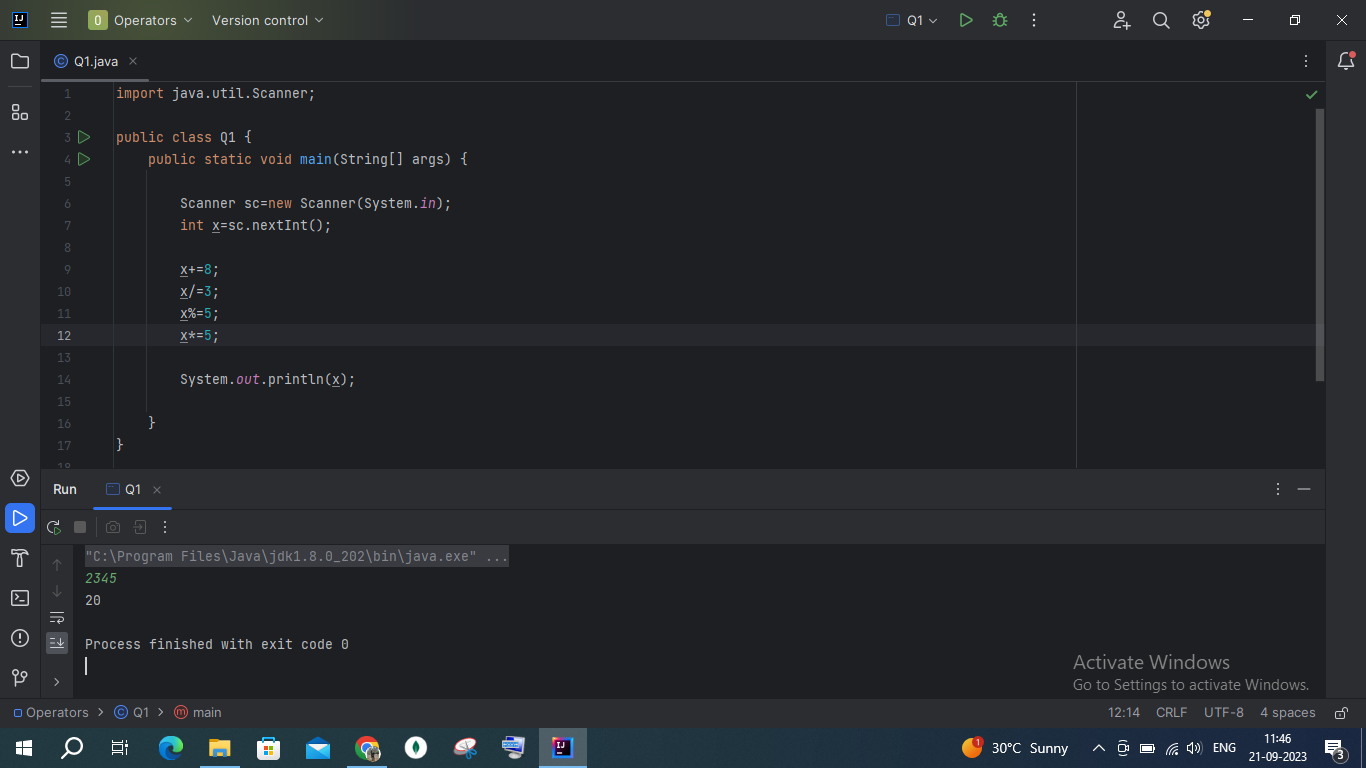 O Operators Version control Q1
Q1.java
1 import java.util.Scanner;
2
3 public class Q1 {
4 public static void main(String[] args) {
5
6 Scanner sc=new Scanner(System.in);
7 int x=sc.nextInt();
8
9 x+=8;
10 x/=3;
11 x%=5;
12 x*=5;
13
14 System.out.println(x);
15
16 }
17 }
18
Run Q1
"C:\Program Files\Java\jdk1.8.0_202\bin\java.exe" ...
2345
20
Process finished with exit code 0
Activate Windows
Go to Settings to activate Windows.
Operators > Q1 > main 12:14 CRLF UTF-8 4 spaces
1 30°C Sunny ENG 11:46
21-09-2023 3